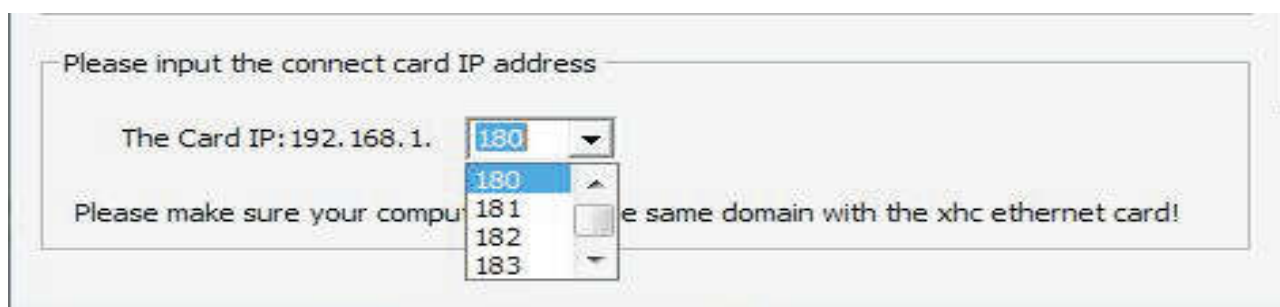 Please input the connect card IP address
The Card IP:192.168.1. 180
180
181
182
183
Please make sure your compu e same domain with the xhc ethernet card!